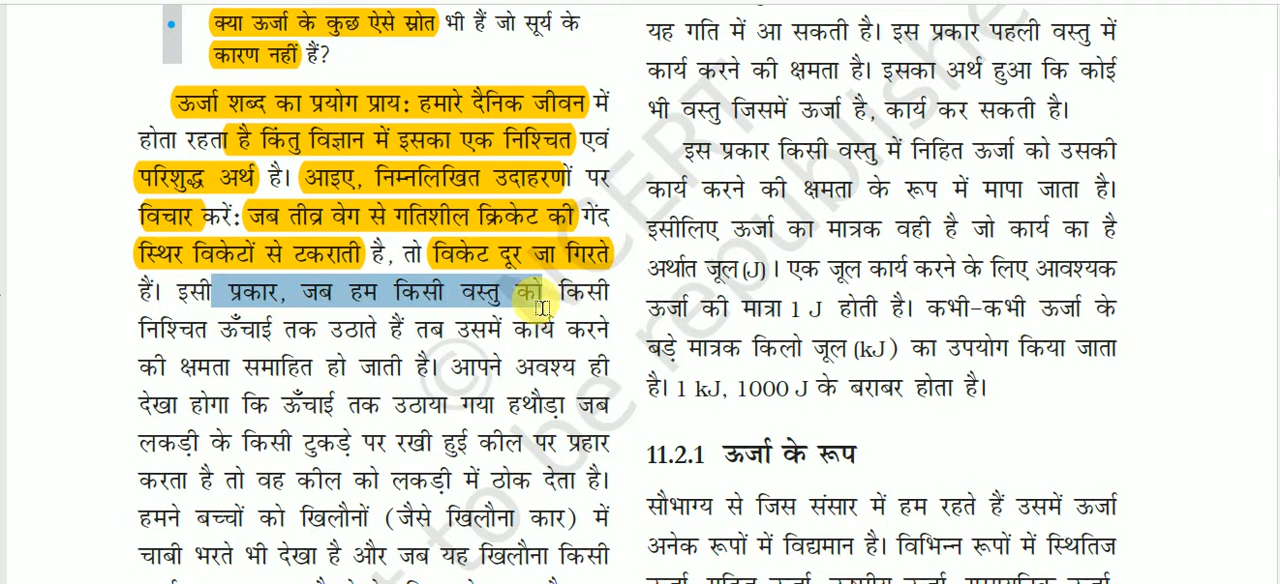 क्या ऊर्जा के कुछ ऐसे स्रोत भी हैं जो सूर्य के
कारण नहीं हैं?
ऊर्जा शब्द का प्रयोग प्राय: हमारे दैनिक जीवन में
होता रहता है किंतु विज्ञान में इसका एक निश्चित एवं
परिशुद्ध अर्थ है। आइए, निम्नलिखित उदाहरणों पर
विचार करें: जब तीव्र वेग से गतिशील क्रिकेट की गेंद
स्थिर विकेटों से टकराती है, तो विकेट दूर जा गिरते
हैं। इसी प्रकार, जब हम किसी वस्तु को किसी
निश्चित ऊँचाई तक उठाते हैं तब उसमें कार्य करने
की क्षमता समाहित हो जाती है। आपने अवश्य ही
देखा होगा कि ऊँचाई तक उठाया गया हथौड़ा जब
लकड़ी के किसी टुकड़े पर रखी हुई कील पर प्रहार
करता है तो वह कील को लकड़ी में ठोक देता है।
हमने बच्चों को खिलौनों (जैसे खिलौना कार) में
चाबी भरते भी देखा है और जब यह खिलौना किसी
यह गति में आ सकती है। इस प्रकार पहली वस्तु में
कार्य करने की क्षमता है। इसका अर्थ हुआ कि कोई
भी वस्तु जिसमें ऊर्जा है, कार्य कर सकती है।
इस प्रकार किसी वस्तु में निहित ऊर्जा को उसकी
कार्य करने की क्षमता के रूप में मापा जाता है।
इसीलिए ऊर्जा का मात्रक वही है जो कार्य का है
अर्थात जूल (J)। एक जूल कार्य करने के लिए आवश्यक
ऊर्जा की मात्रा 1 J होती है। कभी-कभी ऊर्जा के
बड़े मात्रक किलो जूल (kJ) का उपयोग किया जाता
है। 1 kJ, 1000 J के बराबर होता है।
11.2.1 ऊर्जा के रूप
सौभाग्य से जिस संसार में हम रहते हैं उसमें ऊर्जा
अनेक रूपों में विद्यमान है। विभिन्न रूपों में स्थितिज
© NCERT
not to be republished